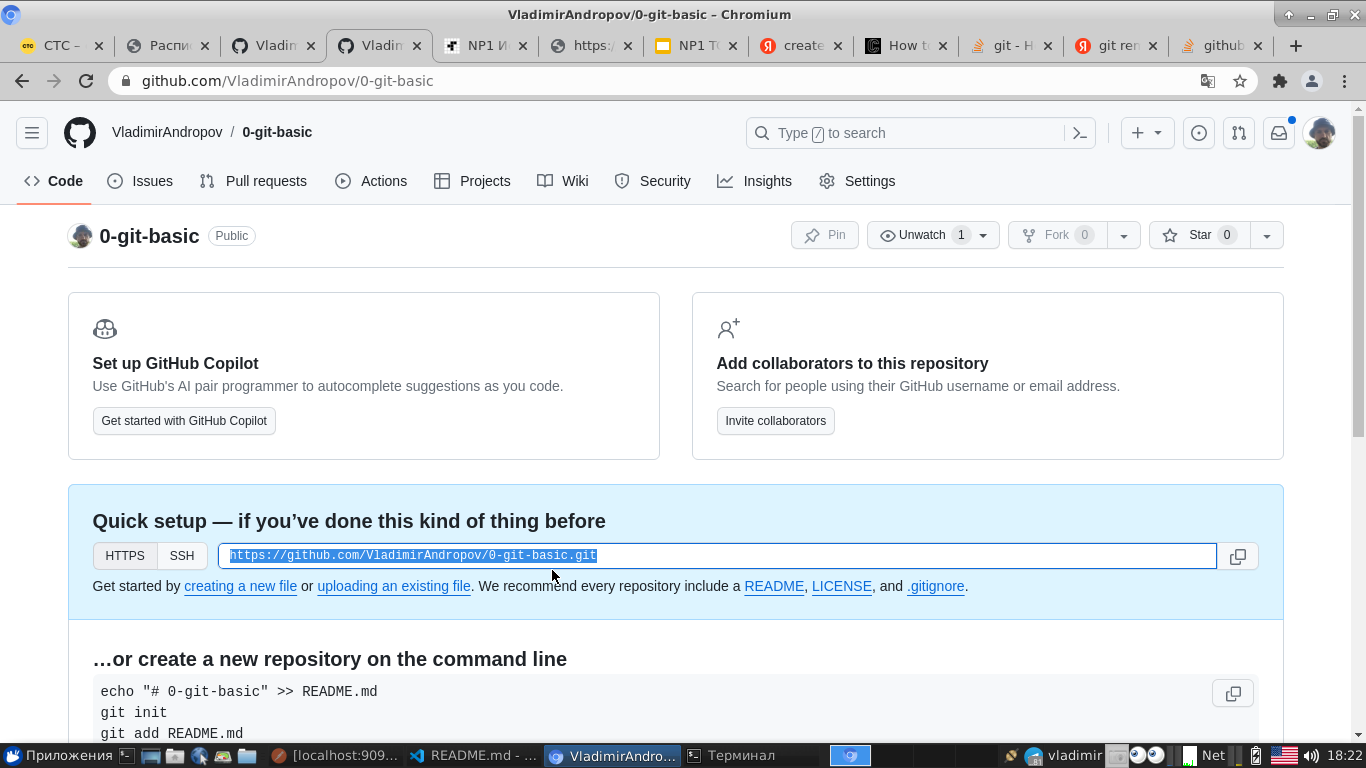 VladimirAndropov/0-git-basic – Chromium
СТС –
Распи
Vladim
Vladim
NP1 И
https:/
NP1 Т
create
How t
git - H
git ren
github
github.com/VladimirAndropov/0-git-basic
VladimirAndropov / 0-git-basic
Type / to search
Code Issues Pull requests Actions Projects Wiki Security Insights Settings
0-git-basic Public
Pin Unwatch 1 Fork 0 Star 0
Set up GitHub Copilot
Use GitHub's AI pair programmer to autocomplete suggestions as you code.
Get started with GitHub Copilot
Add collaborators to this repository
Search for people using their GitHub username or email address.
Invite collaborators
Quick setup — if you’ve done this kind of thing before
HTTPS SSH https://github.com/VladimirAndropov/0-git-basic.git
Get started by creating a new file or uploading an existing file. We recommend every repository include a README, LICENSE, and .gitignore.
…or create a new repository on the command line
echo "# 0-git-basic" >> README.md
git init
git add README.md
Приложения [localhost:909... README.md - ... VladimirAndro... Терминал vladimir Net 18:22